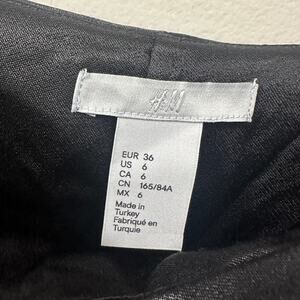 H&M
EUR 36
US 6
CA 6
CN 165/84A
MX 6
Made in
Turkey
Fabriqué en
Turquie